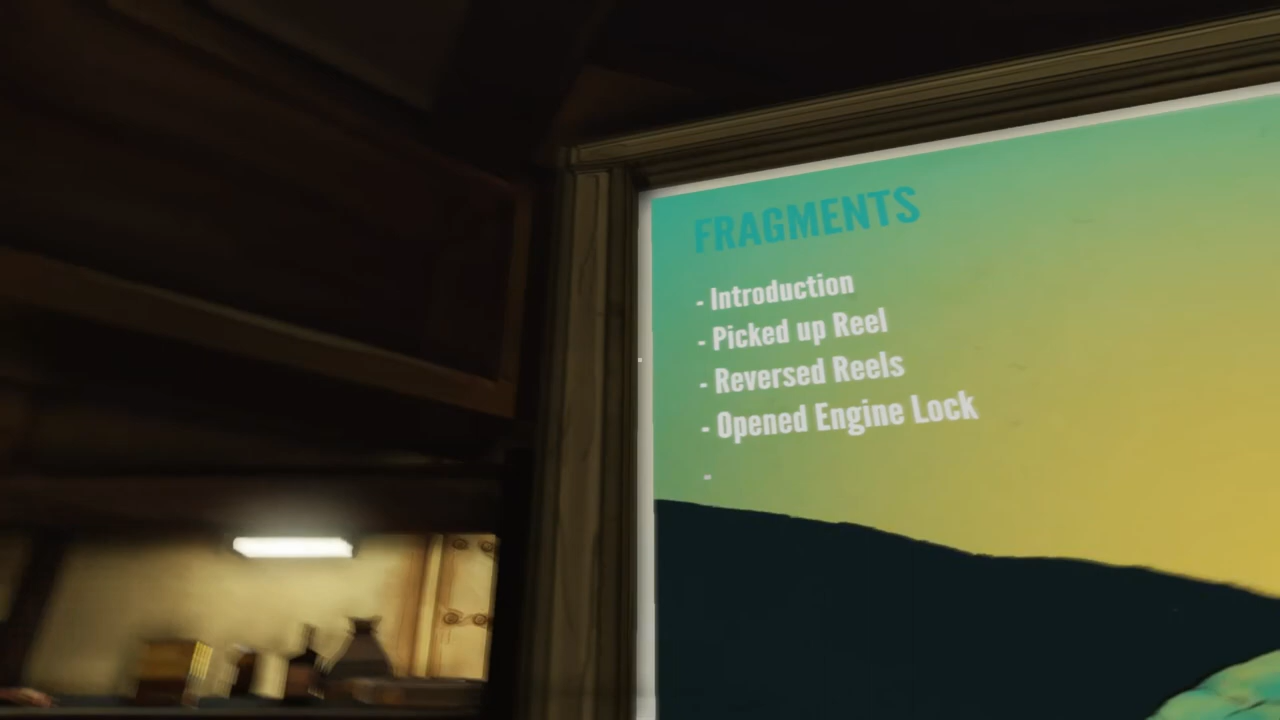 FRAGMENTS
- Introduction
- Picked up Reel
- Reversed Reels
- Opened Engine Lock
-